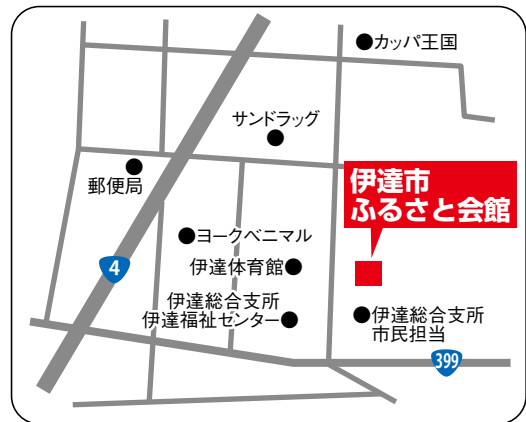 カッパ王国
サンドラッグ
郵便局
伊達市
ふるさと会館
ヨークベニマル
4
伊達体育館
伊達総合支所
伊達福祉センター
伊達総合支所
市民担当
399